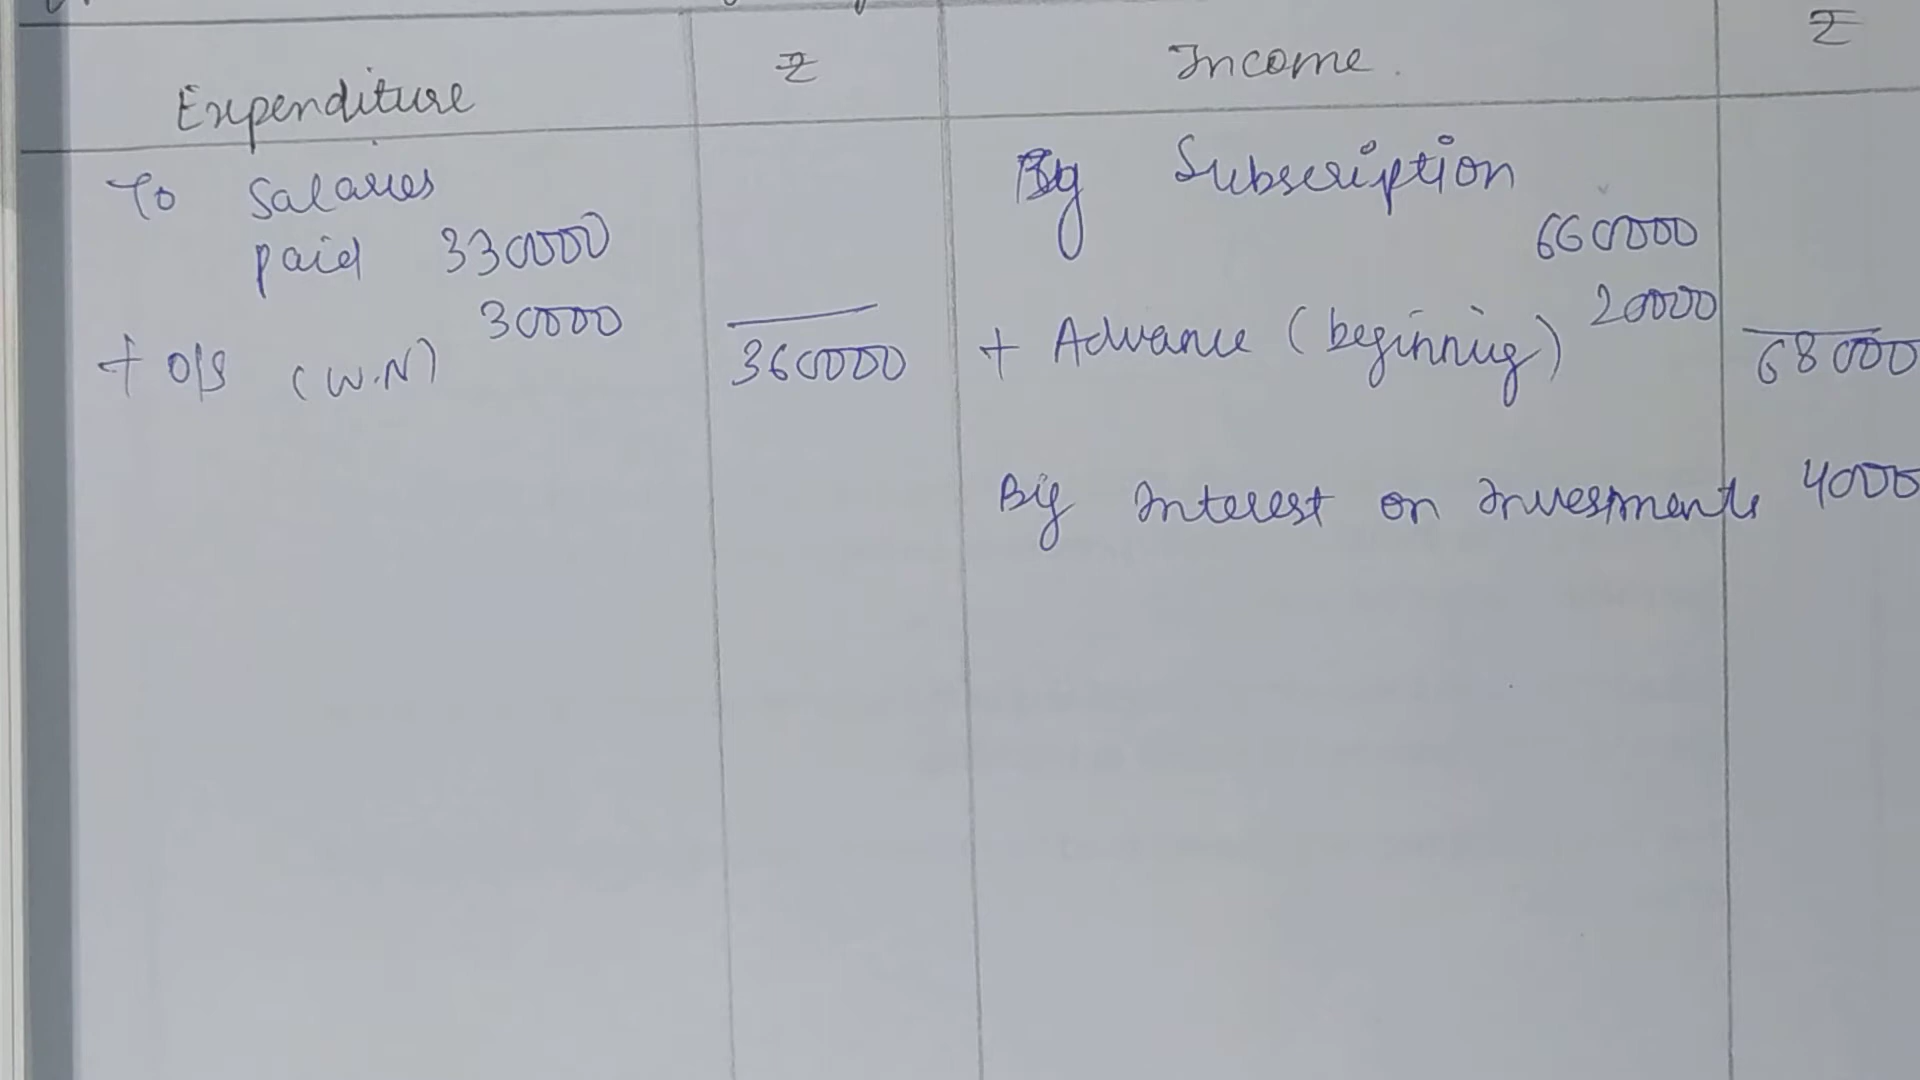 Expenditure ₹ Income ₹
To Salaries
paid 330000
+ O/S (W.N) 30000 360000
By Subscription
660000
+ Advance (beginning) 20000 68000
By Interest on Investments 4000